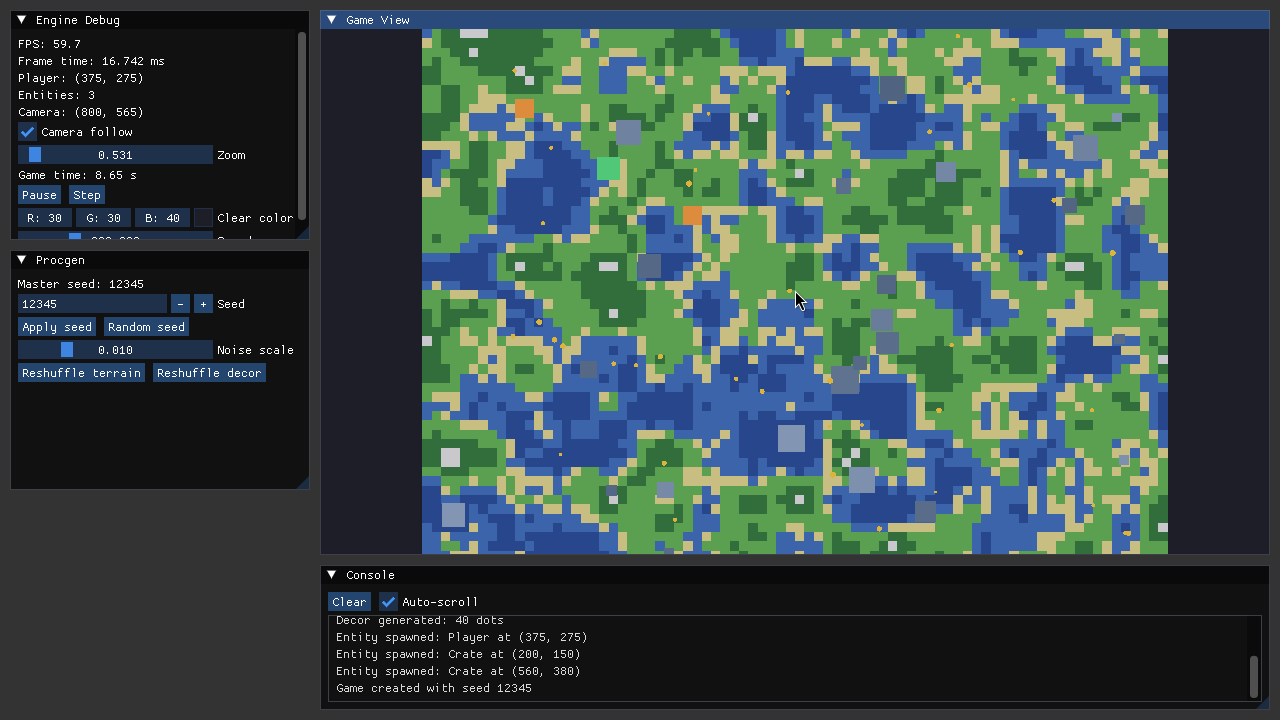 Engine Debug
FPS: 59.7
Frame time: 16.742 ms
Player: (375, 275)
Entities: 3
Camera: (800, 565)
Camera follow
0.531 Zoom
Game time: 8.65 s
Pause Step
R: 30 G: 30 B: 40 Clear color
Procgen
Master seed: 12345
12345 - + Seed
Apply seed Random seed
0.010 Noise scale
Reshuffle terrain Reshuffle decor
Game View
Console
Clear Auto-scroll
Decor generated: 40 dots
Entity spawned: Player at (375, 275)
Entity spawned: Crate at (200, 150)
Entity spawned: Crate at (560, 380)
Game created with seed 12345